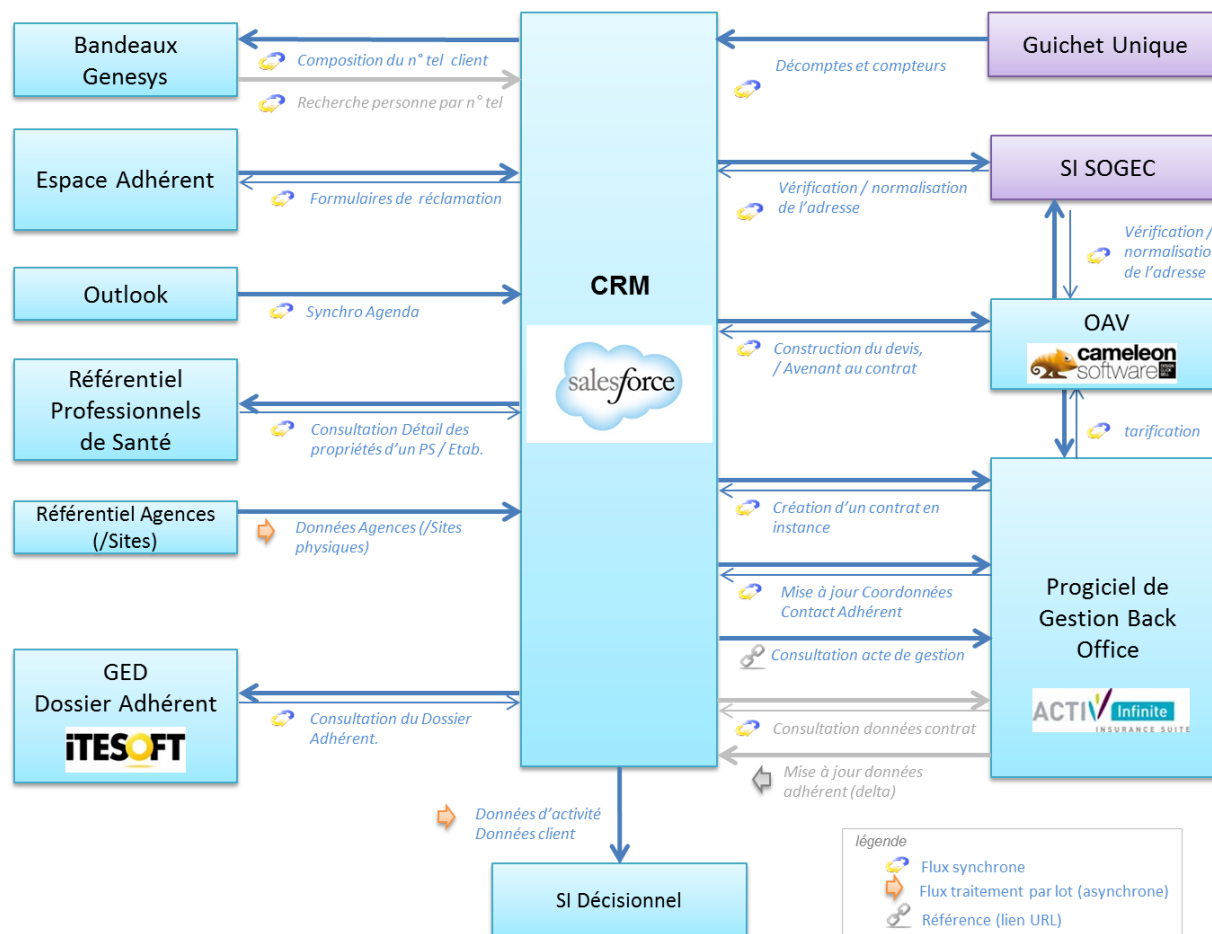 Bandeaux
Genesys
Composition du n° tel client
Recherche personne par n° tel
Espace Adhérent
Formulaires de réclamation
Outlook
Synchro Agenda
Référentiel
Professionnels
de Santé
Consultation Détail des
propriétés d'un PS / Etab.
Référentiel Agences
(/Sites)
Données Agences (/Sites
physiques)
GED
Dossier Adhérent
ITESOFT
Consultation du Dossier
Adhérent.
CRM
salesforce
Données d'activité
Données client
SI Décisionnel
Guichet Unique
Décomptes et compteurs
SI SOGEC
Vérification / normalisation
de l'adresse
Vérification /
normalisatio
de l'adresse
OAV
cameleon
software
Construction du devis,
/ Avenant au contrat
tarification
Création d'un contrat en
instance
Mise à jour Coordonnées
Contact Adhérent
Consultation acte de gestion
Consultation données contrat
Mise à jour données
adhérent (delta)
Progiciel de
Gestion Back
Office
ACTIV Infinite
INSURANCE SUITE
légende
Flux synchrone
Flux traitement par lot (asynchrone)
Référence (lien URL)